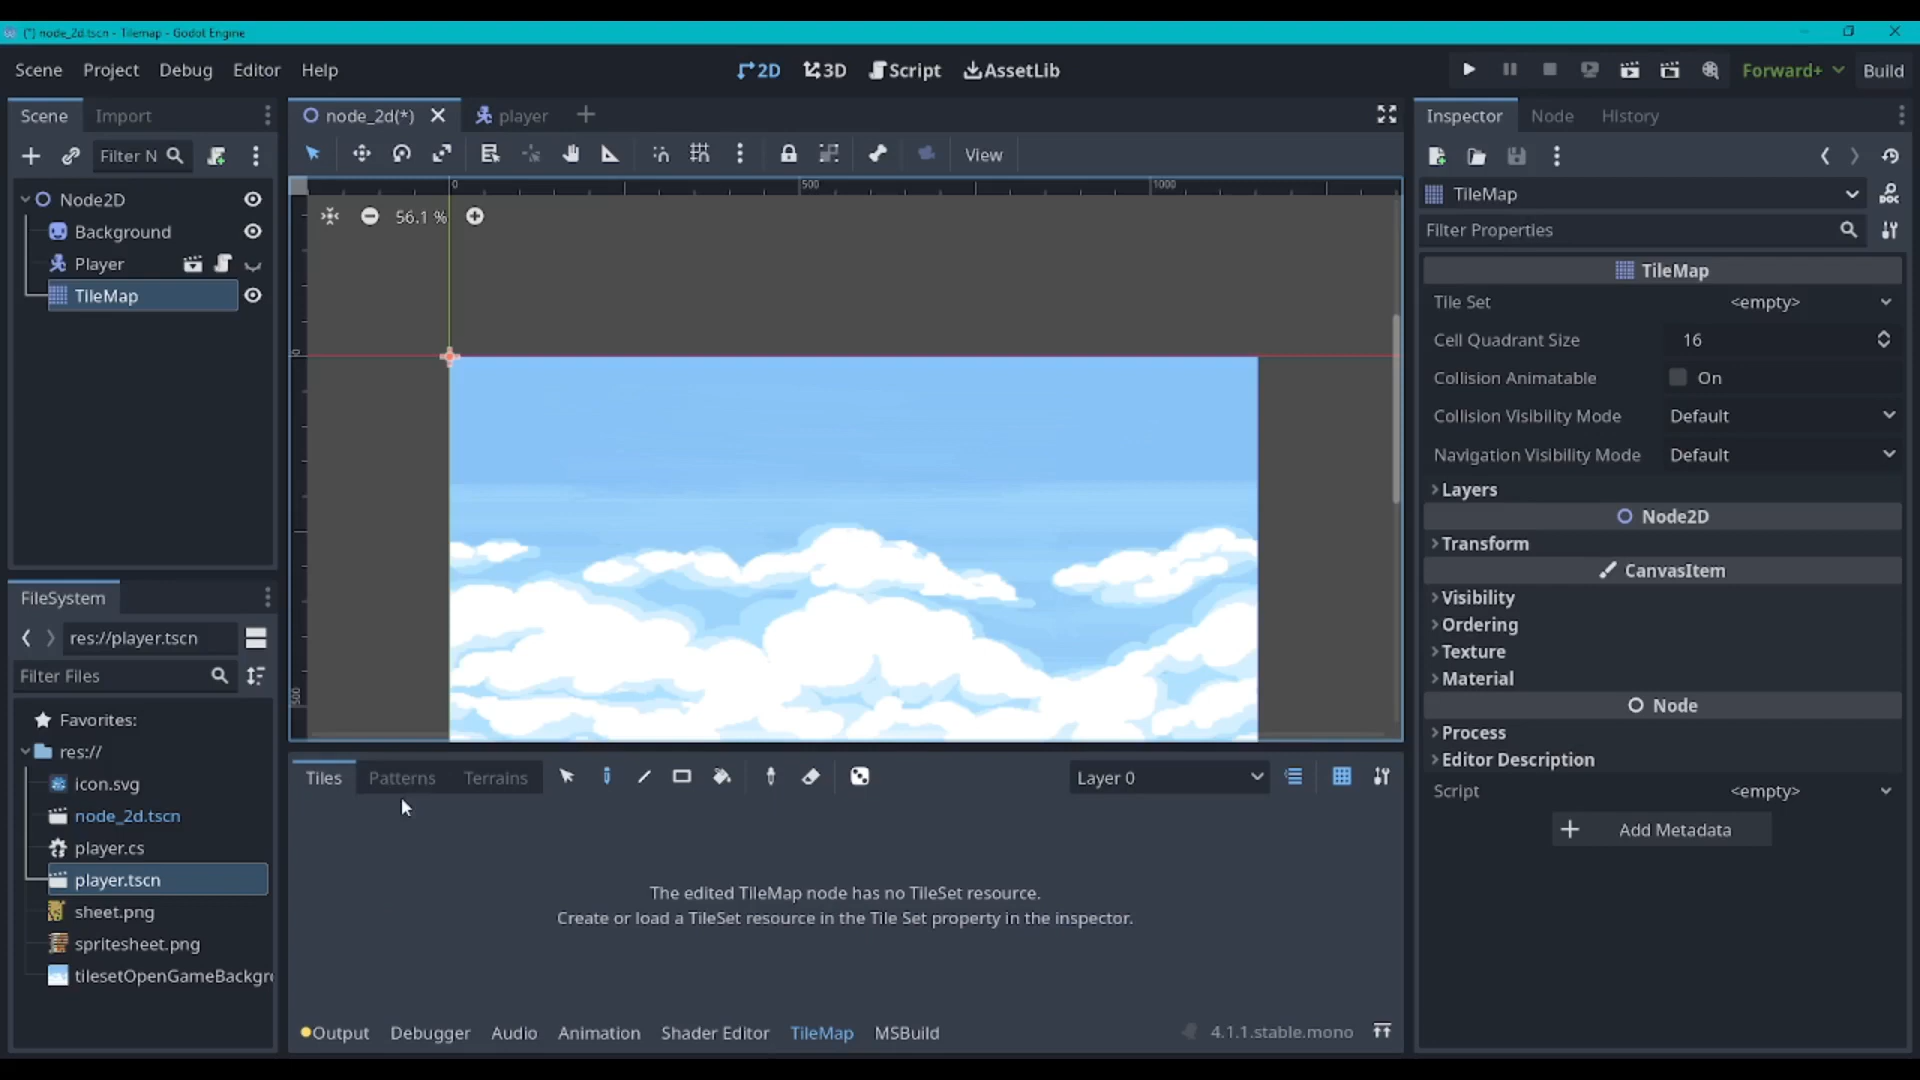 (*) node_2d.tscn - Tilemap - Godot Engine
Scene Project Debug Editor Help
2D 3D Script AssetLib
Forward+ Build
Scene Import
Filter N
Node2D
Background
Player
TileMap
FileSystem
res://player.tscn
Filter Files
Favorites:
res://
icon.svg
node_2d.tscn
player.cs
player.tscn
sheet.png
spritesheet.png
tilesetOpenGameBackgr
node_2d(*) player
View
0 500 1000
56.1 %
0
500
Tiles Patterns Terrains
Layer 0
The edited TileMap node has no TileSet resource.
Create or load a TileSet resource in the Tile Set property in the inspector.
Output Debugger Audio Animation Shader Editor TileMap MSBuild
4.1.1.stable.mono
Inspector Node History
TileMap
DOC
Filter Properties
TileMap
Tile Set <empty>
Cell Quadrant Size 16
Collision Animatable On
Collision Visibility Mode Default
Navigation Visibility Mode Default
Layers
Node2D
Transform
CanvasItem
Visibility
Ordering
Texture
Material
Node
Process
Editor Description
Script <empty>
Add Metadata